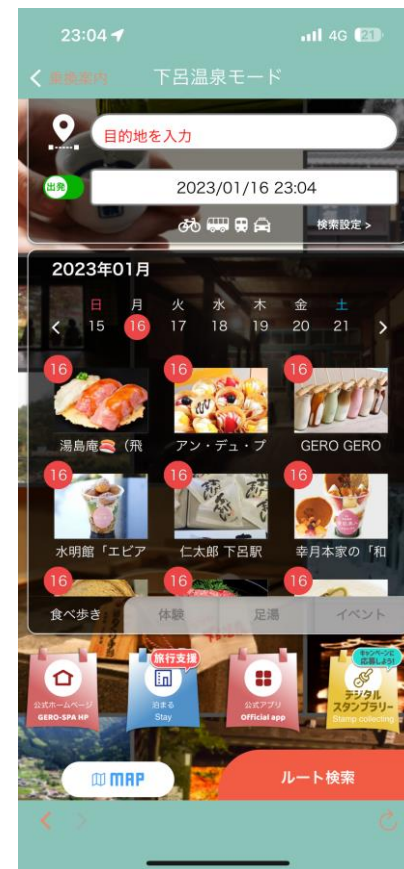 23:04
4G 21
乗換案内 下呂温泉モード
目的地を入力
出発
2023/01/16 23:04
検索設定 >
2023年01月
日 月 火 水 木 金 土
< 15 16 17 18 19 20 21 >
16 16 16
湯島庵🍣（飛 アン・デュ・プ GERO GERO
16 16 16
水明館「エビア 仁太郎 下呂駅 幸月本家の「和
16 16 16
食べ歩き 体験 足湯 イベント
旅行支援
キャンペーンに
応募しよう!
公式ホームページ
GERO-SPA HP
泊まる
Stay
公式アプリ
Official app
デジタル
スタンプラリー
Stamp collecting
MAP
ルート検索